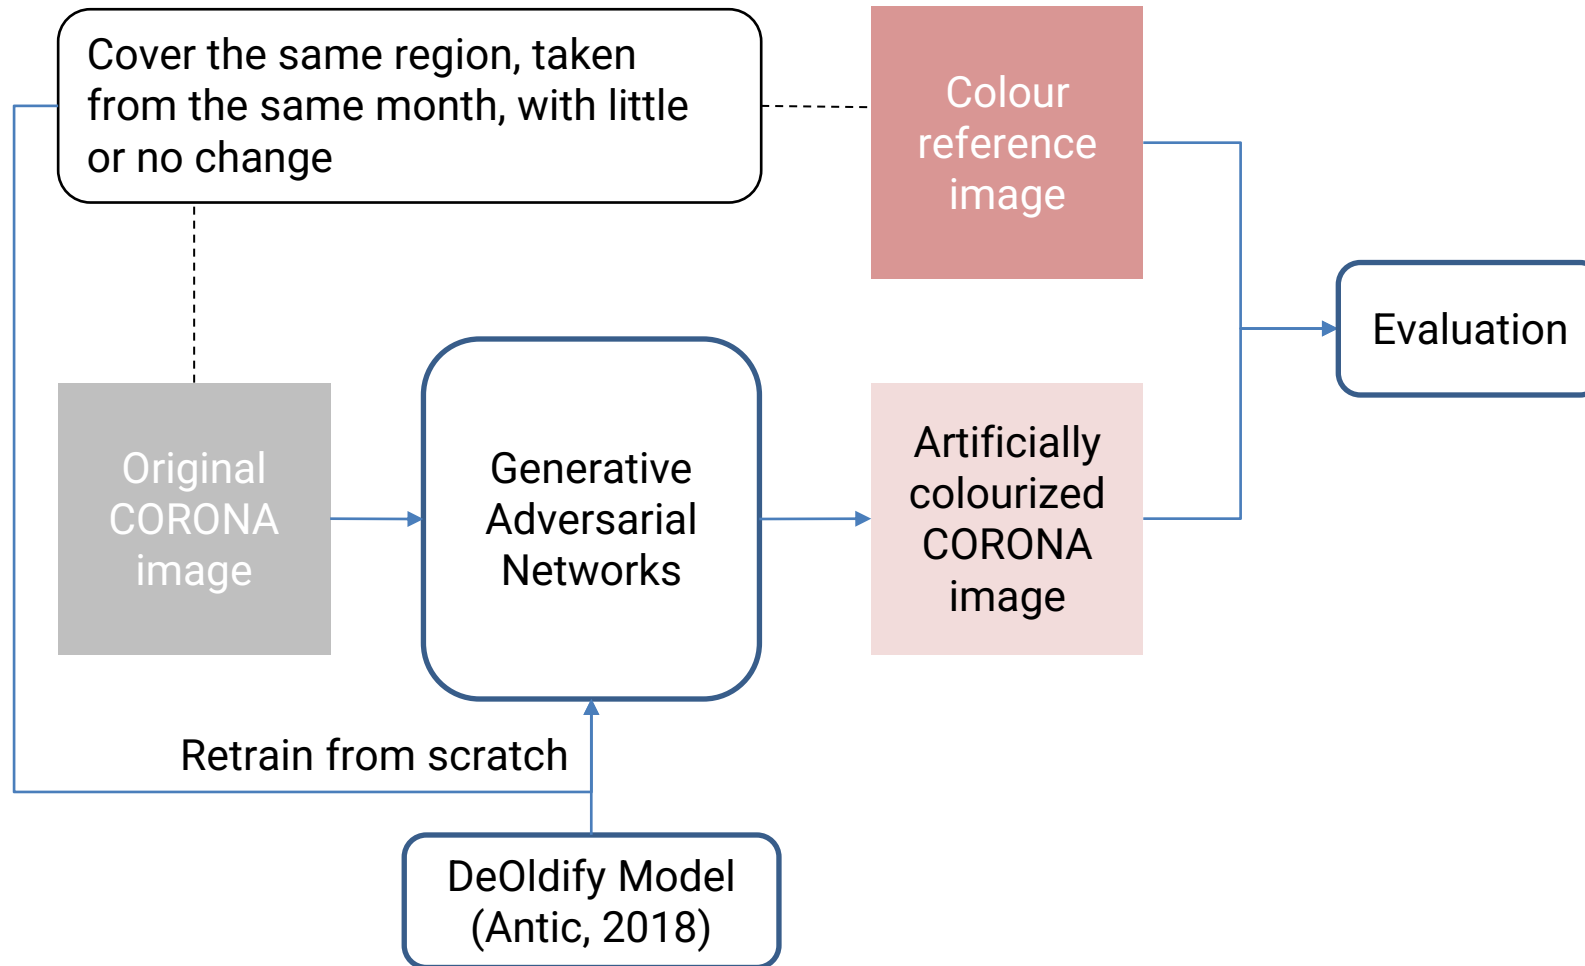 Cover the same region, taken
from the same month, with little
or no change
Colour
reference
image
Evaluation
Original
CORONA
image
Generative
Adversarial
Networks
Artificially
colourized
CORONA
image
Retrain from scratch
DeOldify Model
(Antic, 2018)